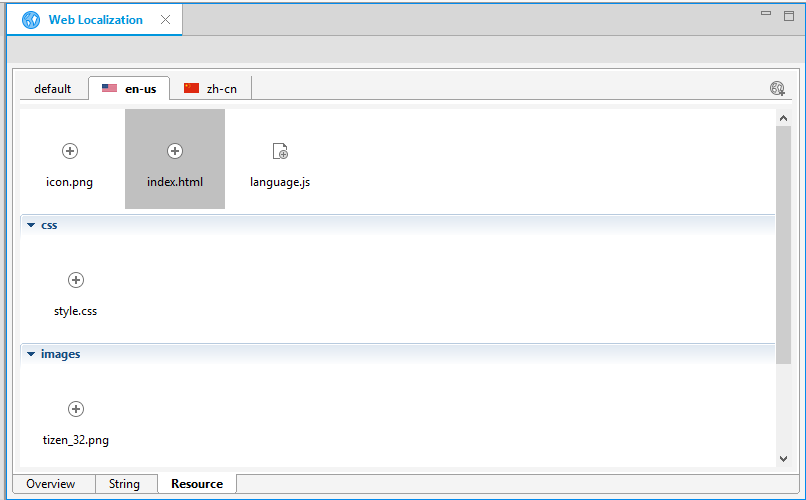 Web Localization
default en-us zh-cn
icon.png index.html language.js
css
style.css
images
tizen_32.png
Overview String Resource